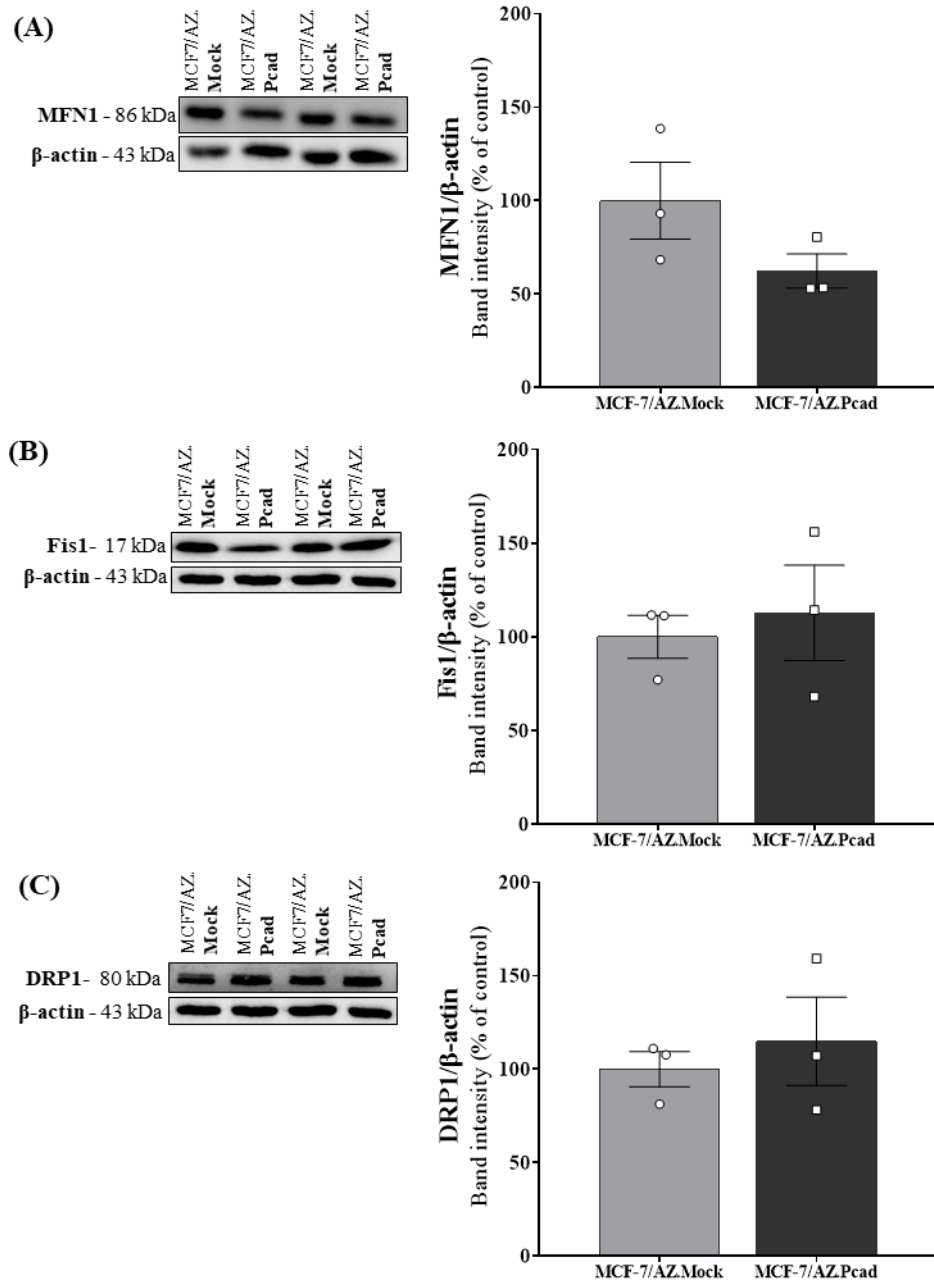 (A)
MCF7/AZ. Mock
MCF7/AZ. Pcad
MCF7/AZ. Mock
MCF7/AZ. Pcad
MFN1 - 86 kDa
β-actin - 43 kDa
MFN1/β-actin
Band intensity (% of control)
200
150
100
50
0
MCF-7/AZ.Mock
MCF-7/AZ.Pcad
(B)
MCF7/AZ. Mock
MCF7/AZ. Pcad
MCF7/AZ. Mock
MCF7/AZ. Pcad
Fis1- 17 kDa
β-actin - 43 kDa
Fis1/β-actin
Band intensity (% of control)
200
150
100
50
0
MCF-7/AZ.Mock
MCF-7/AZ.Pcad
(C)
MCF7/AZ. Mock
MCF7/AZ. Pcad
MCF7/AZ. Mock
MCF7/AZ. Pcad
DRP1- 80 kDa
β-actin - 43 kDa
DRP1/β-actin
Band intensity (% of control)
200
150
100
50
0
MCF-7/AZ.Mock
MCF-7/AZ.Pcad